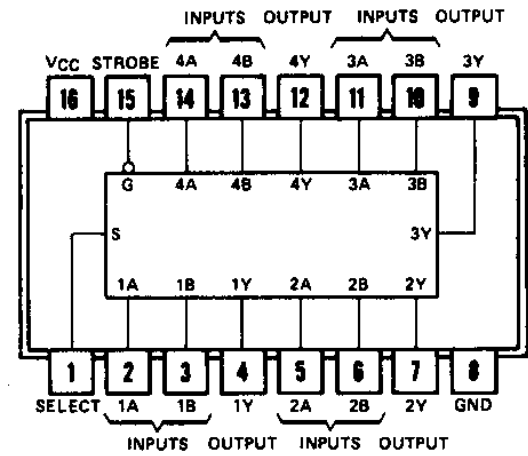 INPUTS OUTPUT INPUTS OUTPUT
VCC STROBE 4A 4B 4Y 3A 3B 3Y
16 15 14 13 12 11 10 9
G 4A 4B 4Y 3A 3B
S 3Y
1A 1B 1Y 2A 2B 2Y
1 2 3 4 5 6 7 8
SELECT 1A 1B 1Y 2A 2B 2Y GND
INPUTS OUTPUT INPUTS OUTPUT